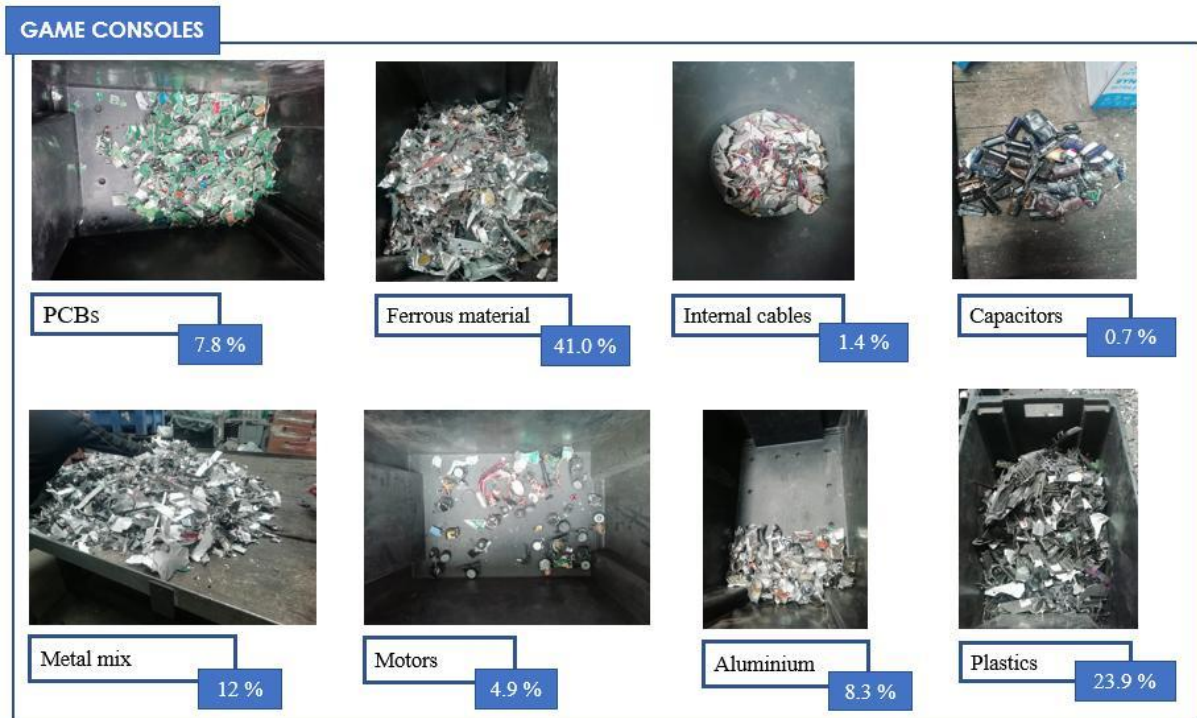 GAME CONSOLES
PCBs
7.8 %
Ferrous material
41.0 %
Internal cables
1.4 %
Capacitors
0.7 %
Metal mix
12 %
Motors
4.9 %
Aluminium
8.3 %
Plastics
23.9 %